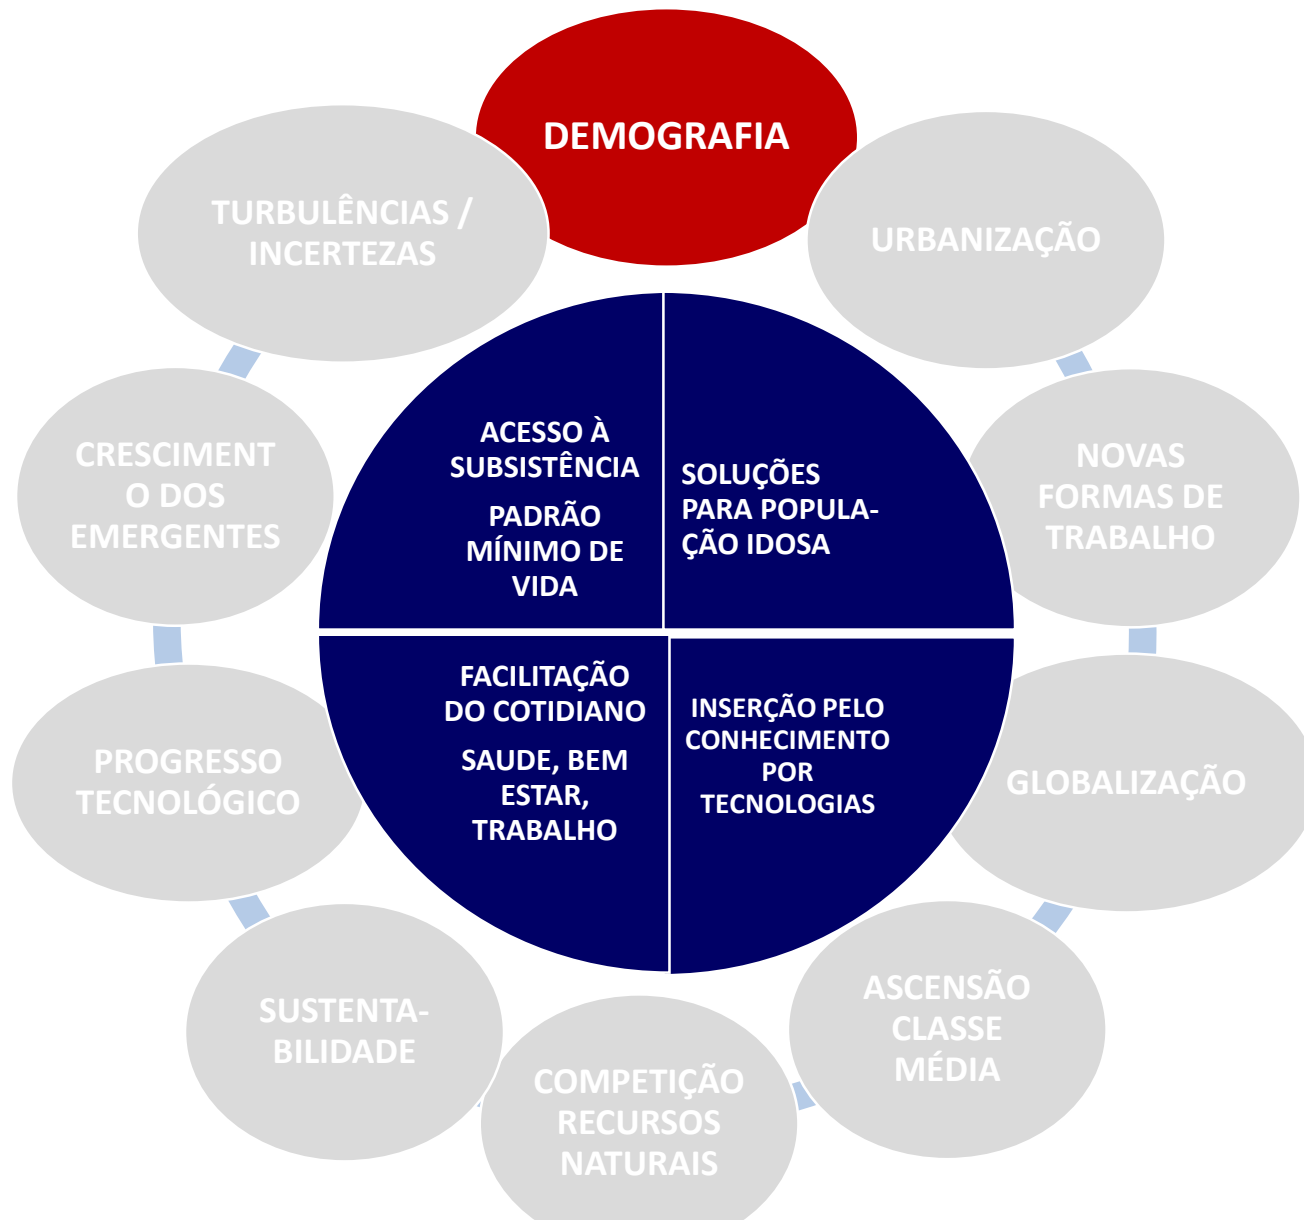 DEMOGRAFIA
TURBULÊNCIAS /
INCERTEZAS
URBANIZAÇÃO
CRESCIMENT
O DOS
EMERGENTES
ACESSO À
SUBSISTÊNCIA
PADRÃO
MÍNIMO DE
VIDA
SOLUÇÕES
PARA POPULA-
ÇÃO IDOSA
NOVAS
FORMAS DE
TRABALHO
PROGRESSO
TECNOLÓGICO
FACILITAÇÃO
DO COTIDIANO
SAUDE, BEM
ESTAR,
TRABALHO
INSERÇÃO PELO
CONHECIMENTO
POR
TECNOLOGIAS
GLOBALIZAÇÃO
SUSTENTA-
BILIDADE
COMPETIÇÃO
RECURSOS
NATURAIS
ASCENSÃO
CLASSE
MÉDIA